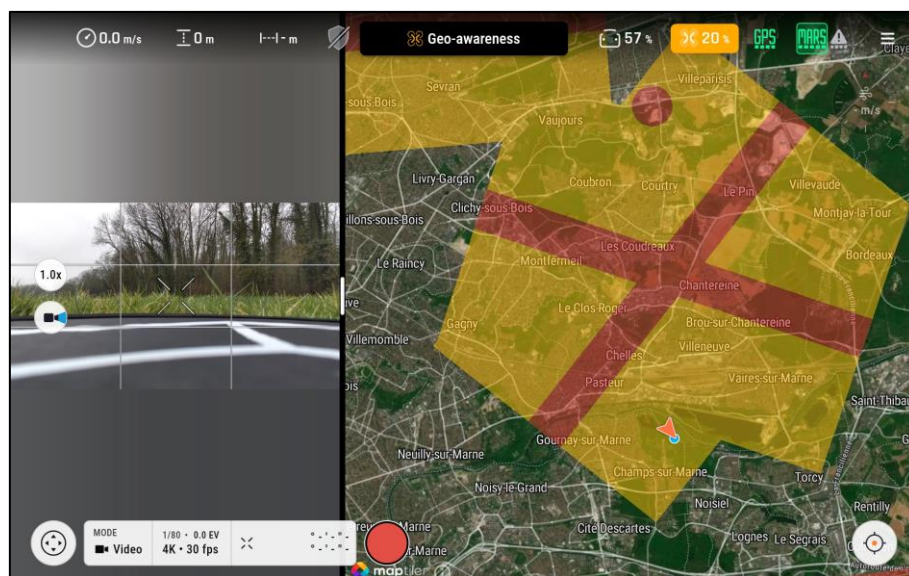 0.0 m/s
0 m
- m
Geo-awareness
57 %
20 %
GPS
MARS
Sevran
Villeparisis
Claye
sous Bois
Vaujours
- m/s
Livry-Gargan
Coubron
Courtry
Le Pin
Villevaudé
Clichy-sous-Bois
illons-sous-Bois
Montjay-la-Tour
Les Coudreaux
Le Raincy
Montfermeil
Bordeaux
1.0x
Chantereine
Le Clos Roger
Gagny
Brou-sur-Chantereine
Villemomble
Villeneuve
Chelles
Pasteur
Vaires-sur-Marne
Saint-Thiba
Gournay-sur-Marne
Neuilly-sur-Marne
Champs-sur-Marne
Torcy
Noisy-le-Grand
Noisiel
Rentilly
MODE
Video
1/80 • 0.0 EV
4K • 30 fps
Marne
Cité Descartes
Lognes
Le Segrais
-Marne
maptiler